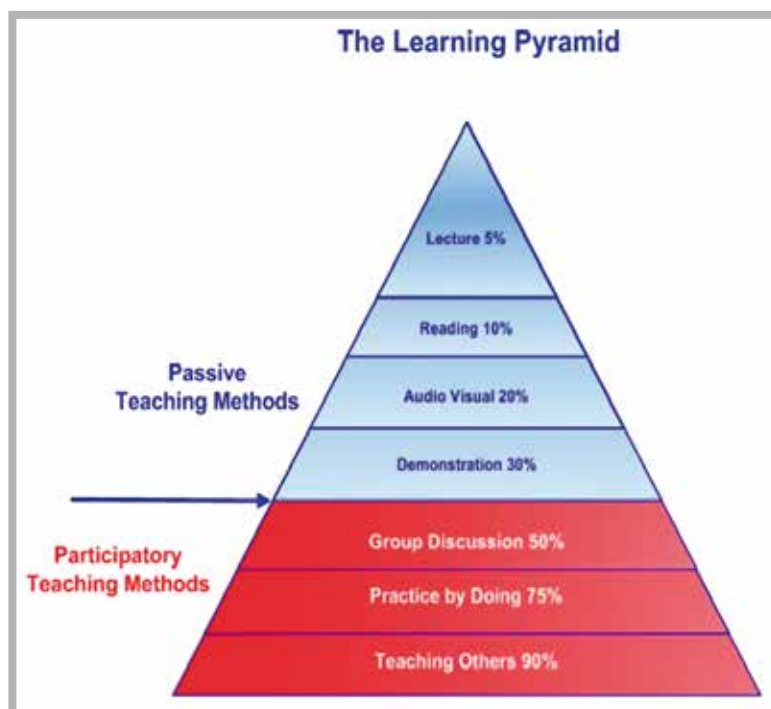 The Learning Pyramid
Lecture 5%
Reading 10%
Passive
Teaching Methods
Audio Visual 20%
Demonstration 30%
Participatory
Teaching Methods
Group Discussion 50%
Practice by Doing 75%
Teaching Others 90%